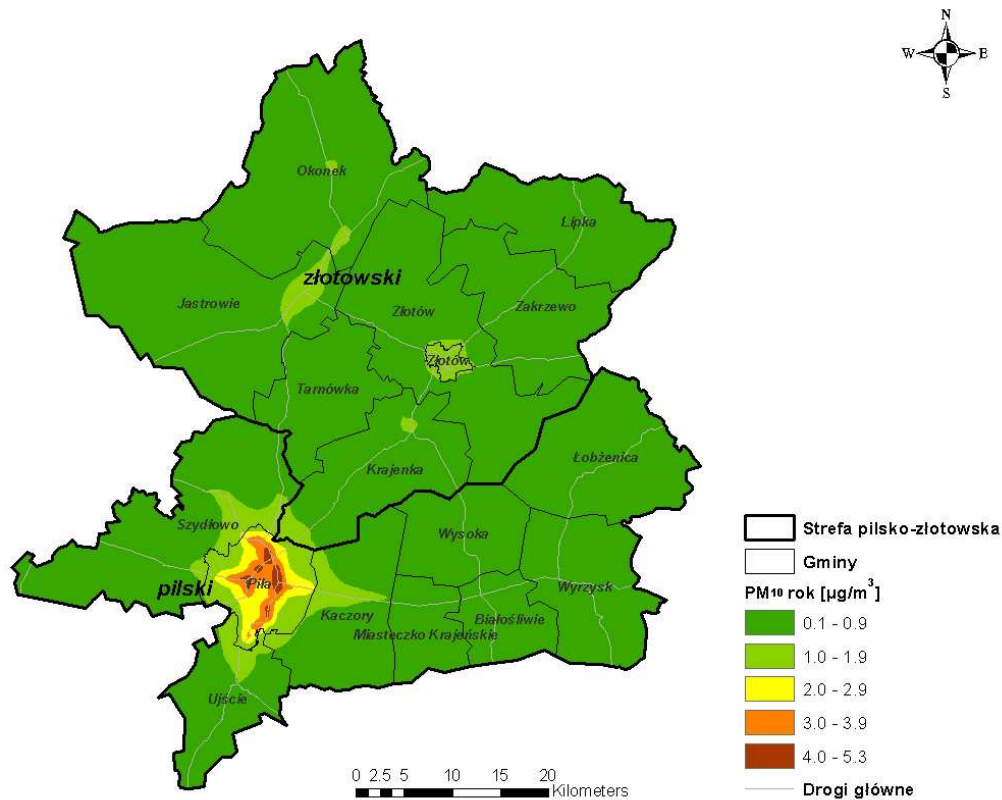 N
W E
S
Okonek
Lipka
złotowski
Jastrowie
Złotów
Zakrzewo
Złotów
Tarnówka
Krajenka
Łobżenica
Szydłowo
Wysoka
pilski
Piła
Wyrzysk
Kaczory
Białośliwie
Miasteczko Krajeńskie
Ujście
Strefa pilsko-złotowska
Gminy
PM10 rok [µg/m³]
0.1 - 0.9
1.0 - 1.9
2.0 - 2.9
3.0 - 3.9
4.0 - 5.3
Drogi główne
0 2.5 5 10 15 20
Kilometers